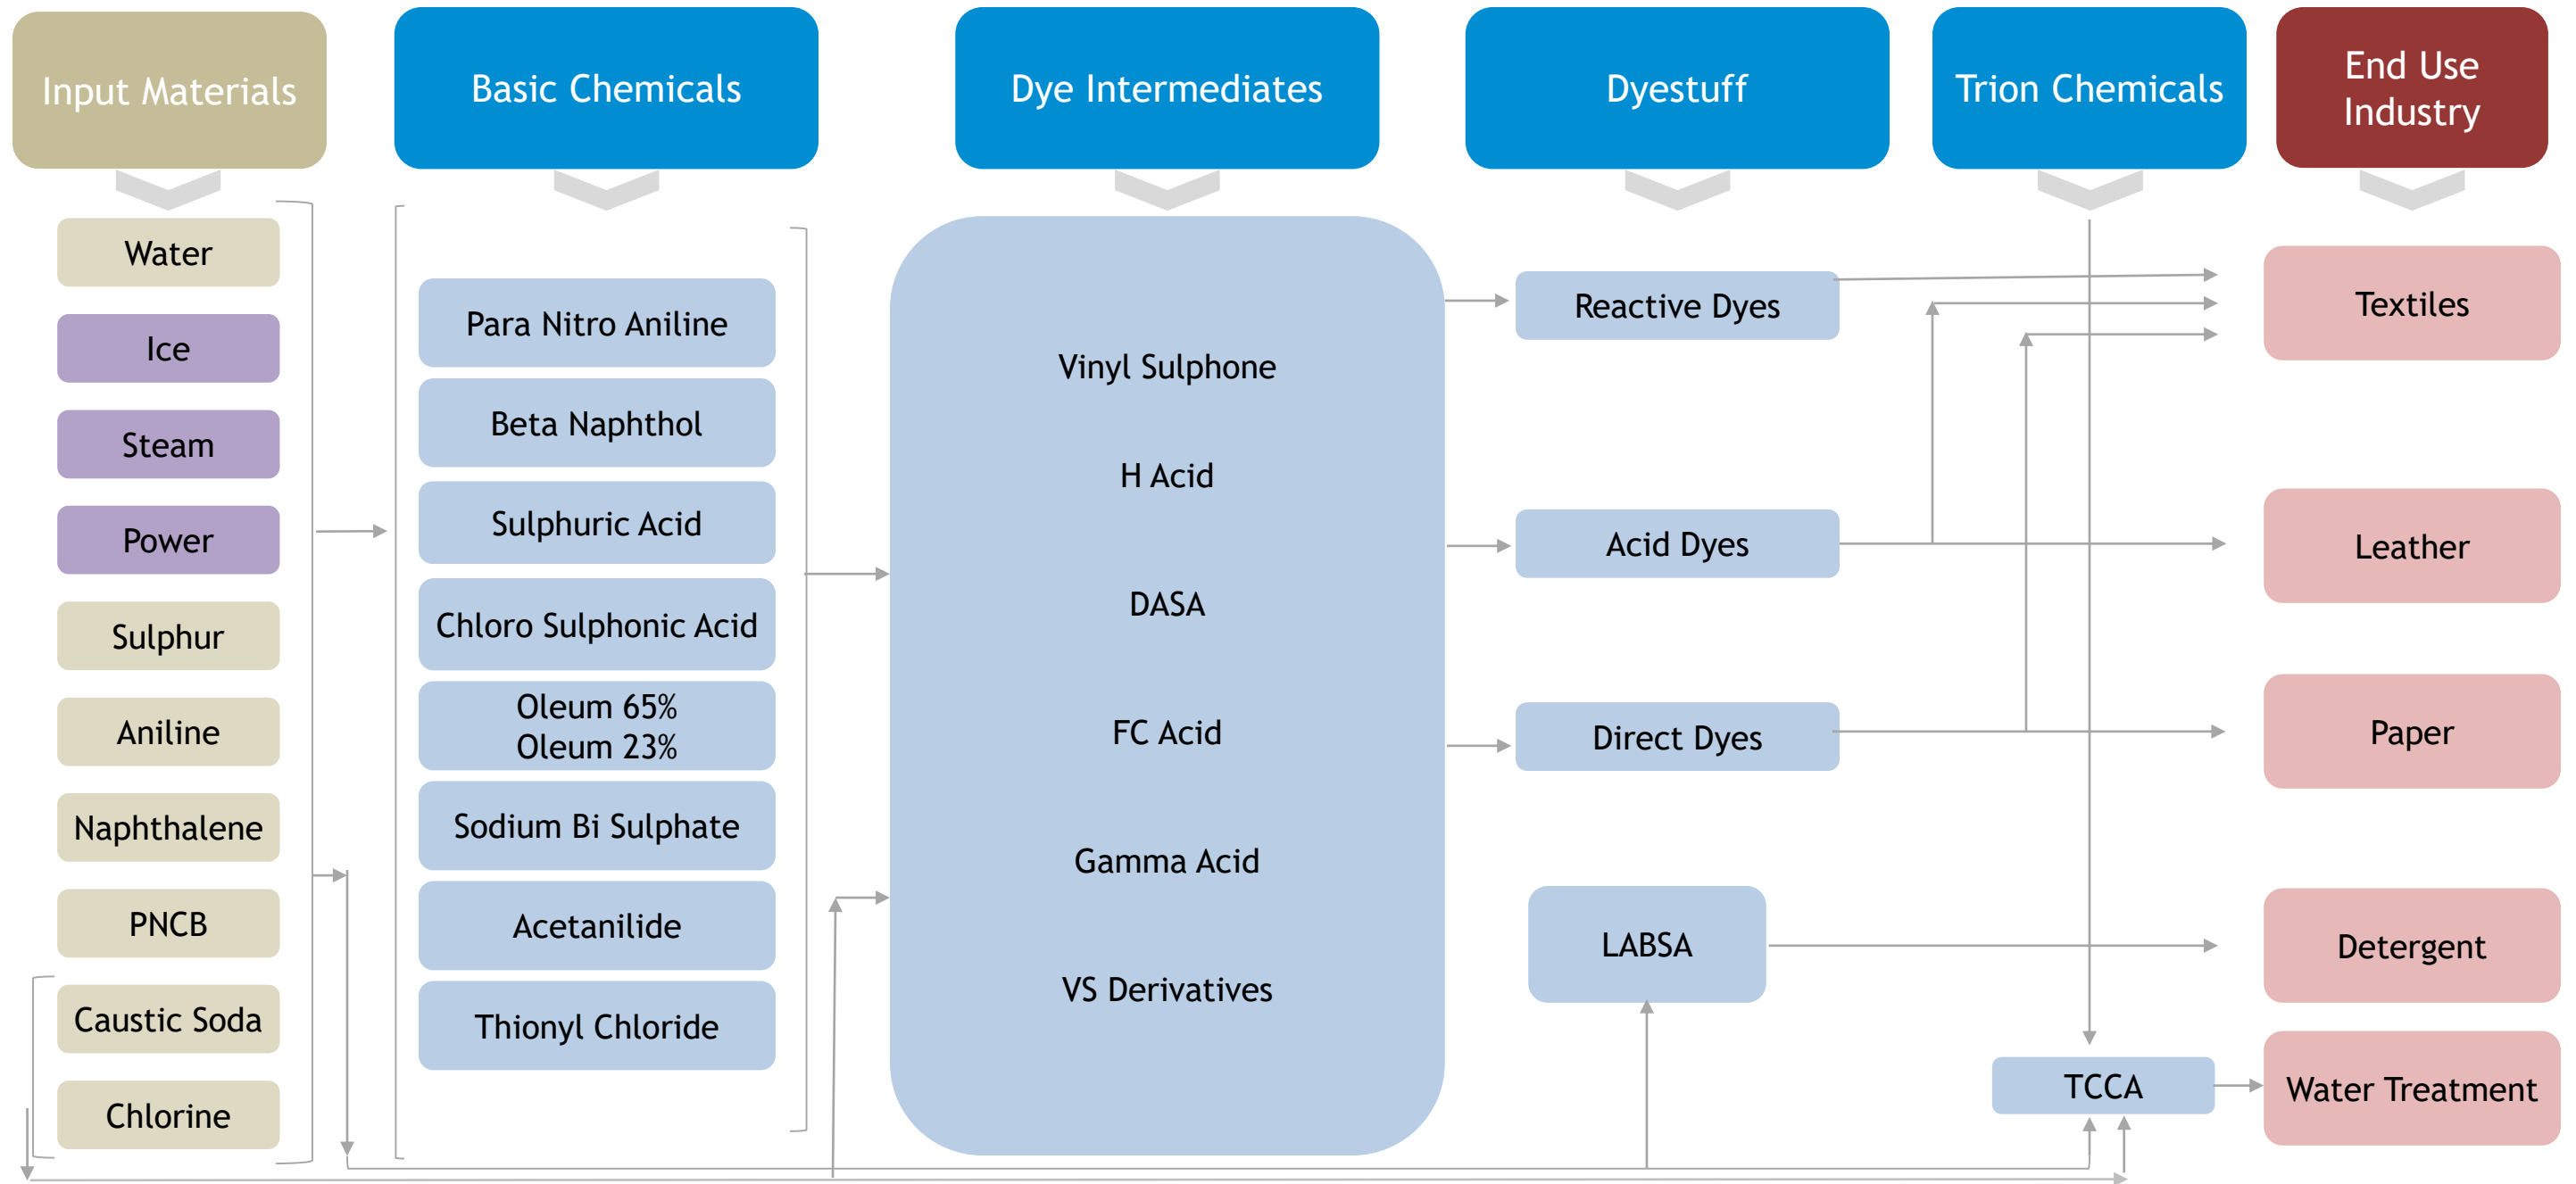 Input Materials
Basic Chemicals
Dye Intermediates
Dyestuff
Trion Chemicals
End Use
Industry
Water
Ice
Steam
Power
Sulphur
Aniline
Naphthalene
PNCB
Caustic Soda
Chlorine
Para Nitro Aniline
Beta Naphthol
Sulphuric Acid
Chloro Sulphonic Acid
Oleum 65%
Oleum 23%
Sodium Bi Sulphate
Acetanilide
Thionyl Chloride
Vinyl Sulphone
H Acid
DASA
FC Acid
Gamma Acid
VS Derivatives
Reactive Dyes
Acid Dyes
Direct Dyes
LABSA
TCCA
Textiles
Leather
Paper
Detergent
Water Treatment